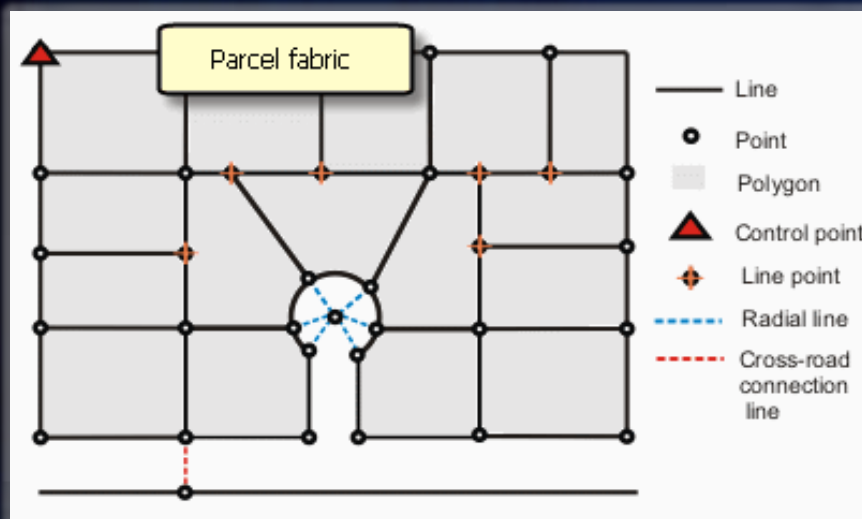 Parcel fabric
Line
Point
Polygon
Control point
Line point
Radial line
Cross-road
connection
line